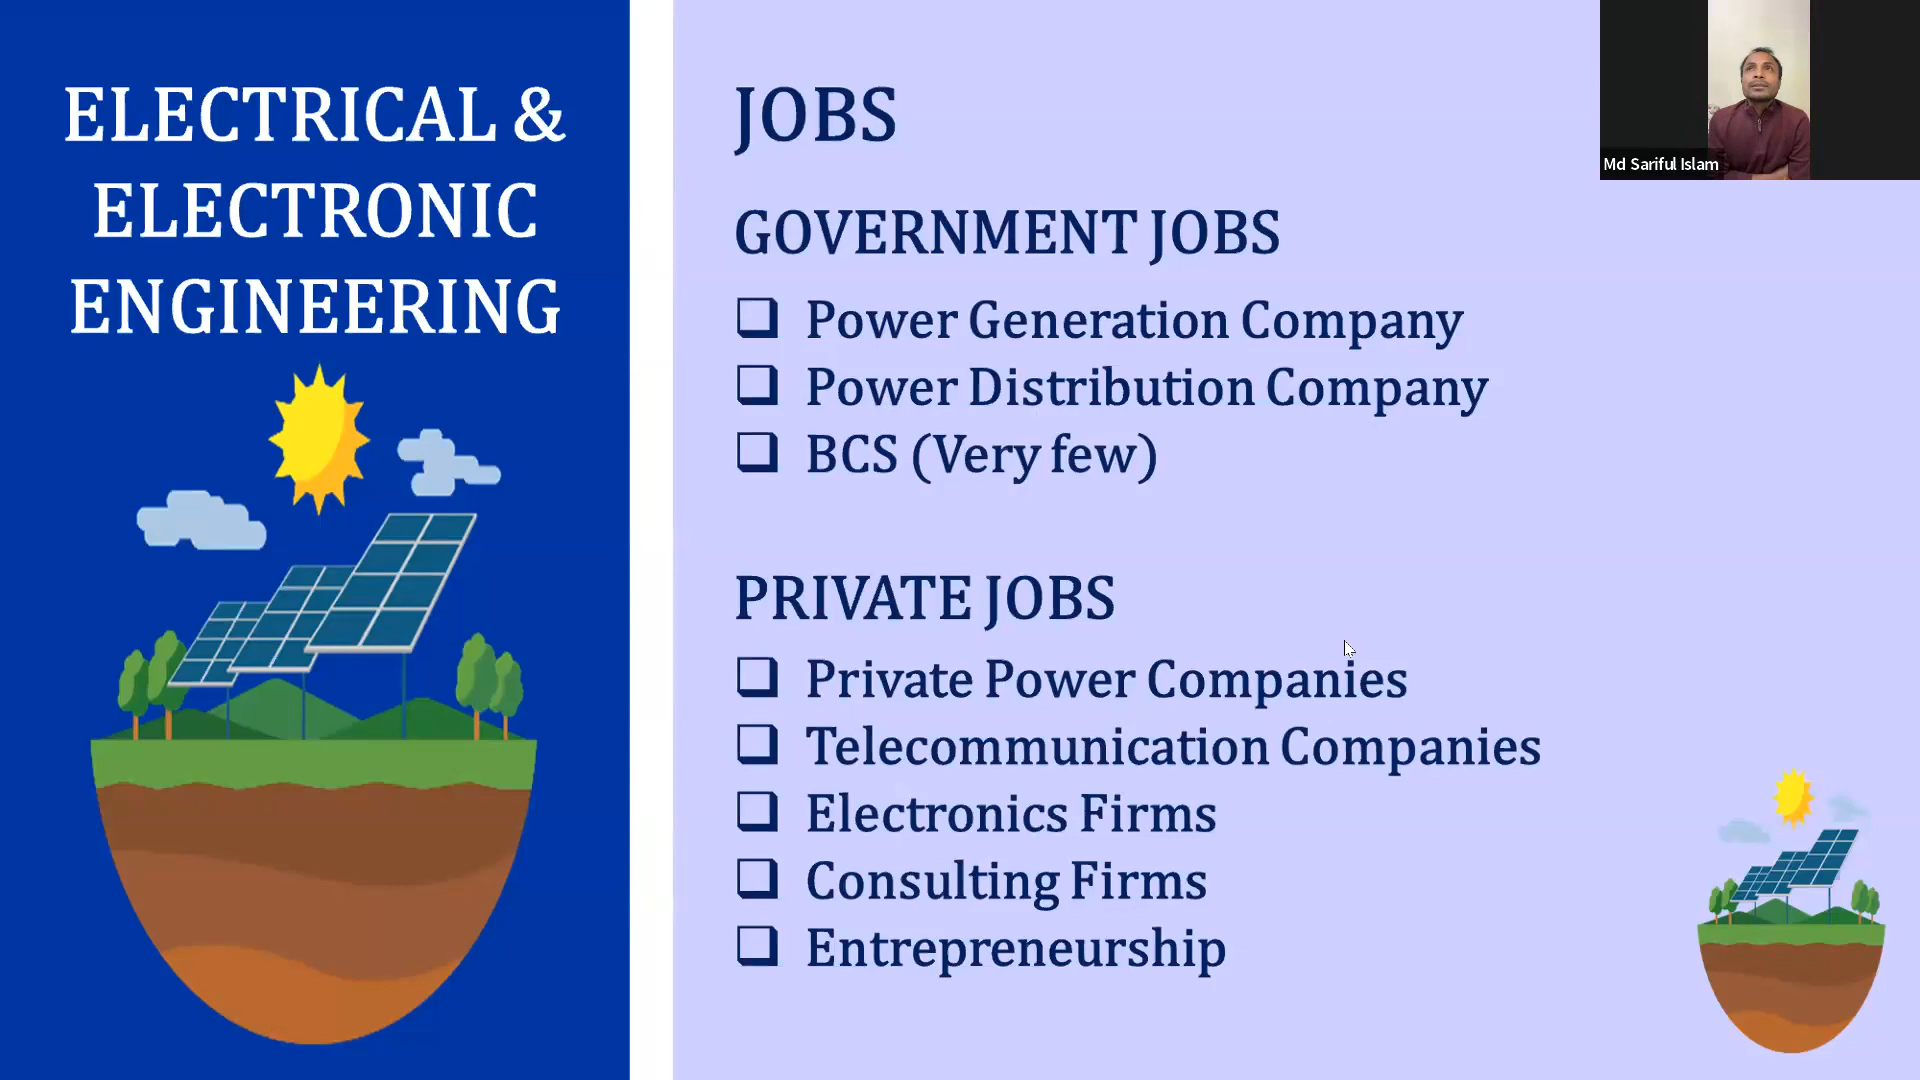 ELECTRICAL &
ELECTRONIC
ENGINEERING
JOBS
GOVERNMENT JOBS
Power Generation Company
Power Distribution Company
BCS (Very few)
PRIVATE JOBS
Private Power Companies
Telecommunication Companies
Electronics Firms
Consulting Firms
Entrepreneurship
Md Sariful Islam